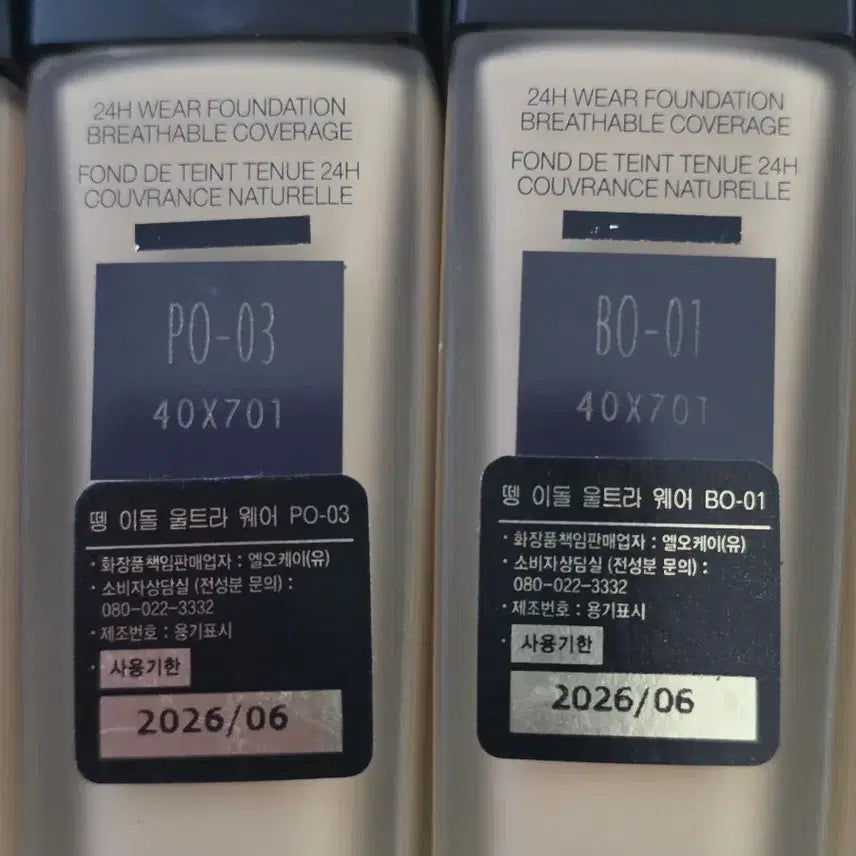 24H WEAR FOUNDATION
BREATHABLE COVERAGE
FOND DE TEINT TENUE 24H
COUVRANCE NATURELLE
PO-03
40X701
뗑 이돌 울트라 웨어 PO-03
· 화장품책임판매업자 : 엘오케이(유)
· 소비자상담실 (전성분 문의) :
080-022-3332
· 제조번호 : 용기표시
· 사용기한
2026/06
24H WEAR FOUNDATION
BREATHABLE COVERAGE
FOND DE TEINT TENUE 24H
COUVRANCE NATURELLE
BO-01
40X701
뗑 이돌 울트라 웨어 BO-01
· 화장품책임판매업자 : 엘오케이(유)
· 소비자상담실 (전성분 문의) :
080-022-3332
· 제조번호 : 용기표시
· 사용기한
2026/06